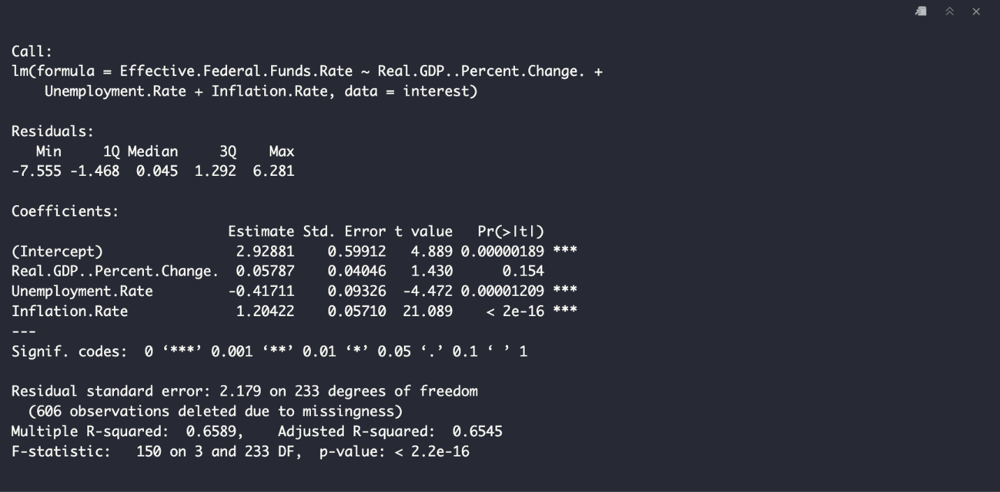 Call:
lm(formula = Effective.Federal.Funds.Rate ~ Real.GDP..Percent.Change. +
    Unemployment.Rate + Inflation.Rate, data = interest)
Residuals:
   Min     1Q Median     3Q    Max
-7.555 -1.468  0.045  1.292  6.281
Coefficients:
                          Estimate Std. Error t value   Pr(>|t|)
(Intercept)                2.92881    0.59912   4.889 0.00000189 ***
Real.GDP..Percent.Change.  0.05787    0.04046   1.430      0.154
Unemployment.Rate         -0.41711    0.09326  -4.472 0.00001209 ***
Inflation.Rate             1.20422    0.05710  21.089    < 2e-16 ***
---
Signif. codes:  0 ‘***’ 0.001 ‘**’ 0.01 ‘*’ 0.05 ‘.’ 0.1 ‘ ’ 1
Residual standard error: 2.179 on 233 degrees of freedom
  (606 observations deleted due to missingness)
Multiple R-squared:  0.6589,    Adjusted R-squared:  0.6545
F-statistic:   150 on 3 and 233 DF,  p-value: < 2.2e-16